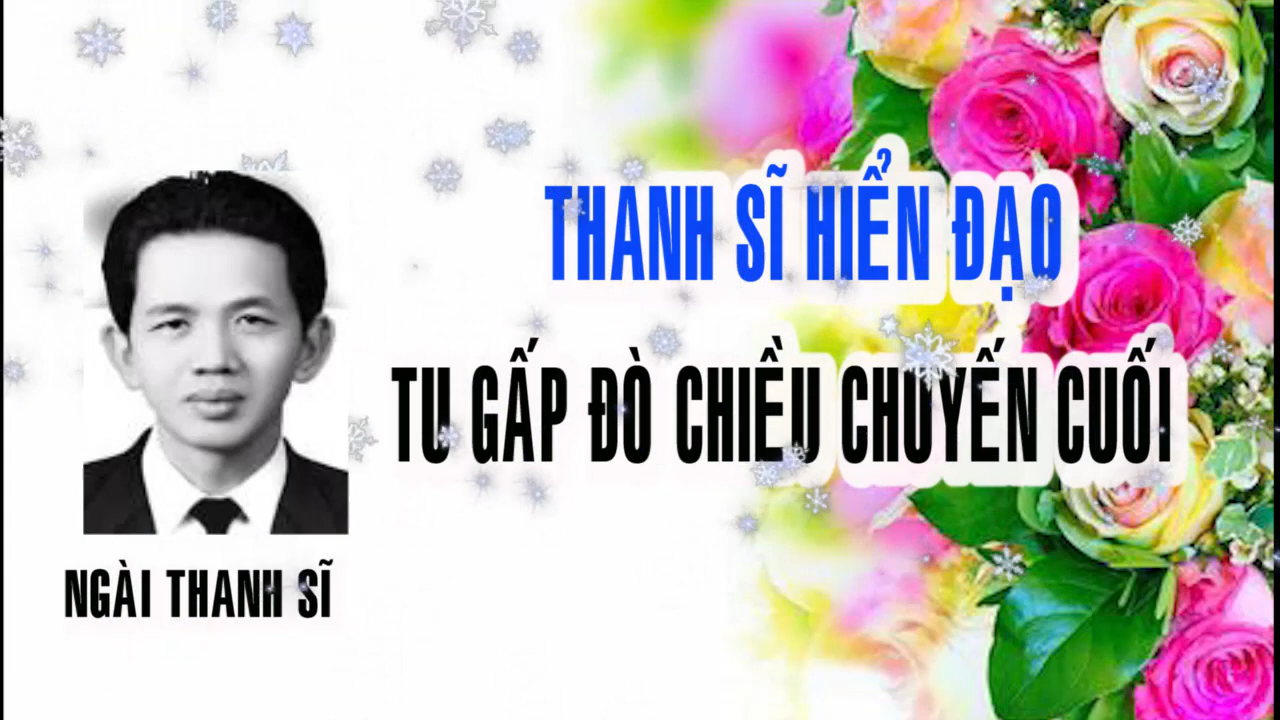 THANH SĨ HIỂN ĐẠO
TU GẤP ĐÒ CHIỀU CHUYẾN CUỐI
NGÀI THANH SĨ